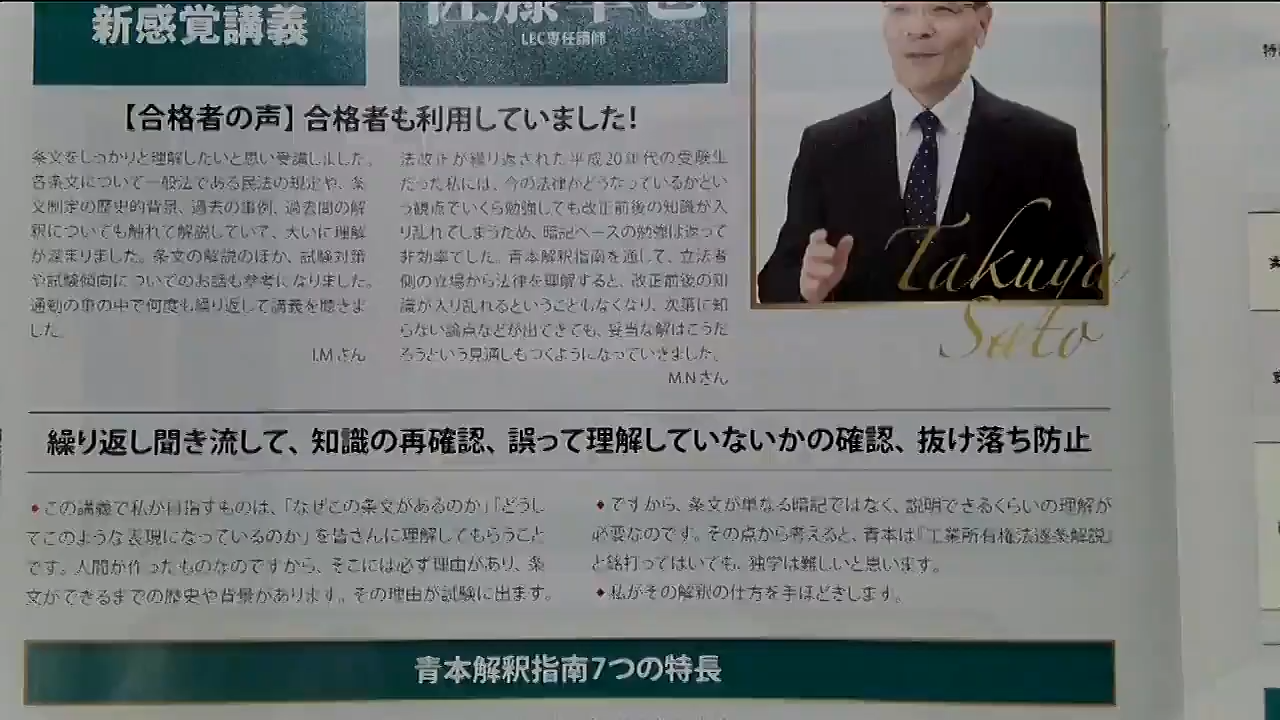 新感覚講義
佐藤卓也
LEC専任講師
【合格者の声】合格者も利用していました!
条文をしっかりと理解したいと思い受講しました。
各条文について一般法である民法の規定や、条
文制定の歴史的背景、過去の事例、過去問の解
釈についても触れて解説していて、大いに理解
が深まりました。条文の解説のほか、試験対策
や試験傾向についてのお話も参考になりました。
通勤の車の中で何度も繰り返して講義を聴きま
した。
I.Mさん
法改正が繰り返された平成20年代の受験生
だった私には、今の法律がどうなっているかとい
う観点でいくら勉強しても改正前後の知識が入
り乱れてしまうため、暗記ベースの勉強は返って
非効率でした。青本解釈指南を通して、立法者
側の立場から法律を理解すると、改正前後の知
識が入り乱れるということもなくなり、次第に知
らない論点などが出てきても、妥当な解はこうだ
ろうという見通しもつくようになっていきました。
M.Nさん
Takuya
Sato
繰り返し聞き流して、知識の再確認、誤って理解していないかの確認、抜け落ち防止
◆この講義で私が目指すものは、「なぜこの条文があるのか」「どうし
てこのような表現になっているのか」を皆さんに理解してもらうこと
です。人間が作ったものなのですから、そこには必ず理由があり、条
文ができるまでの歴史や背景があります。その理由が試験に出ます。
◆ですから、条文が単なる暗記ではなく、説明できるくらいの理解が
必要なのです。その点から考えると、青本は『工業所有権法逐条解説』
と銘打ってはいても、独学は難しいと思います。
◆私がその解釈の仕方を手ほどきします。
青本解釈指南7つの特長